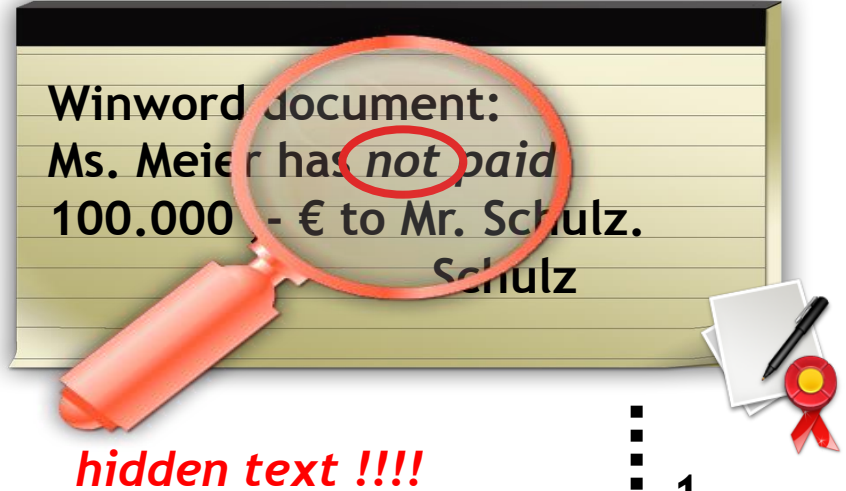 Winword document:
Ms. Meier has not paid
100.000 ,- € to Mr. Schulz.
Schulz
hidden text !!!!
1